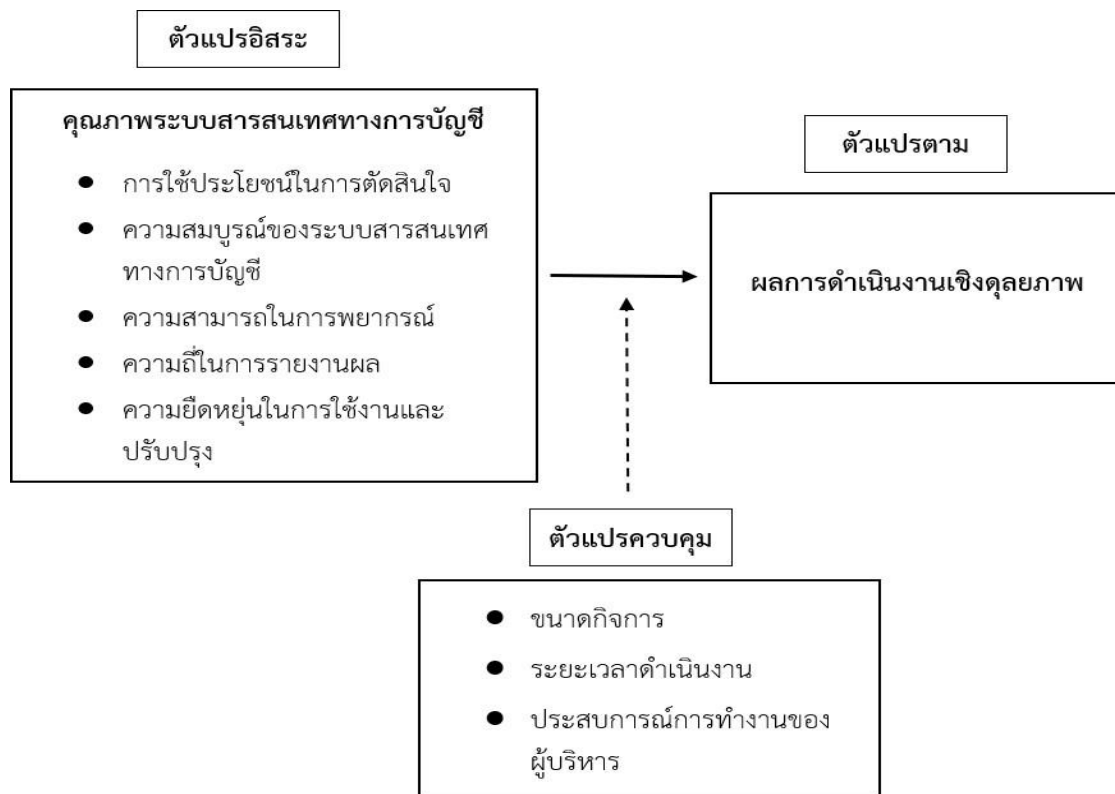 ตัวแปรอิสระ
คุณภาพระบบสารสนเทศทางการบัญชี
● การใช้ประโยชน์ในการตัดสินใจ
● ความสมบูรณ์ของระบบสารสนเทศ
ทางการบัญชี
● ความสามารถในการพยากรณ์
● ความถี่ในการรายงานผล
● ความยืดหยุ่นในการใช้งานและ
ปรับปรุง
ตัวแปรตาม
ผลการดำเนินงานเชิงดุลยภาพ
ตัวแปรควบคุม
● ขนาดกิจการ
● ระยะเวลาดำเนินงาน
● ประสบการณ์การทำงานของ
ผู้บริหาร